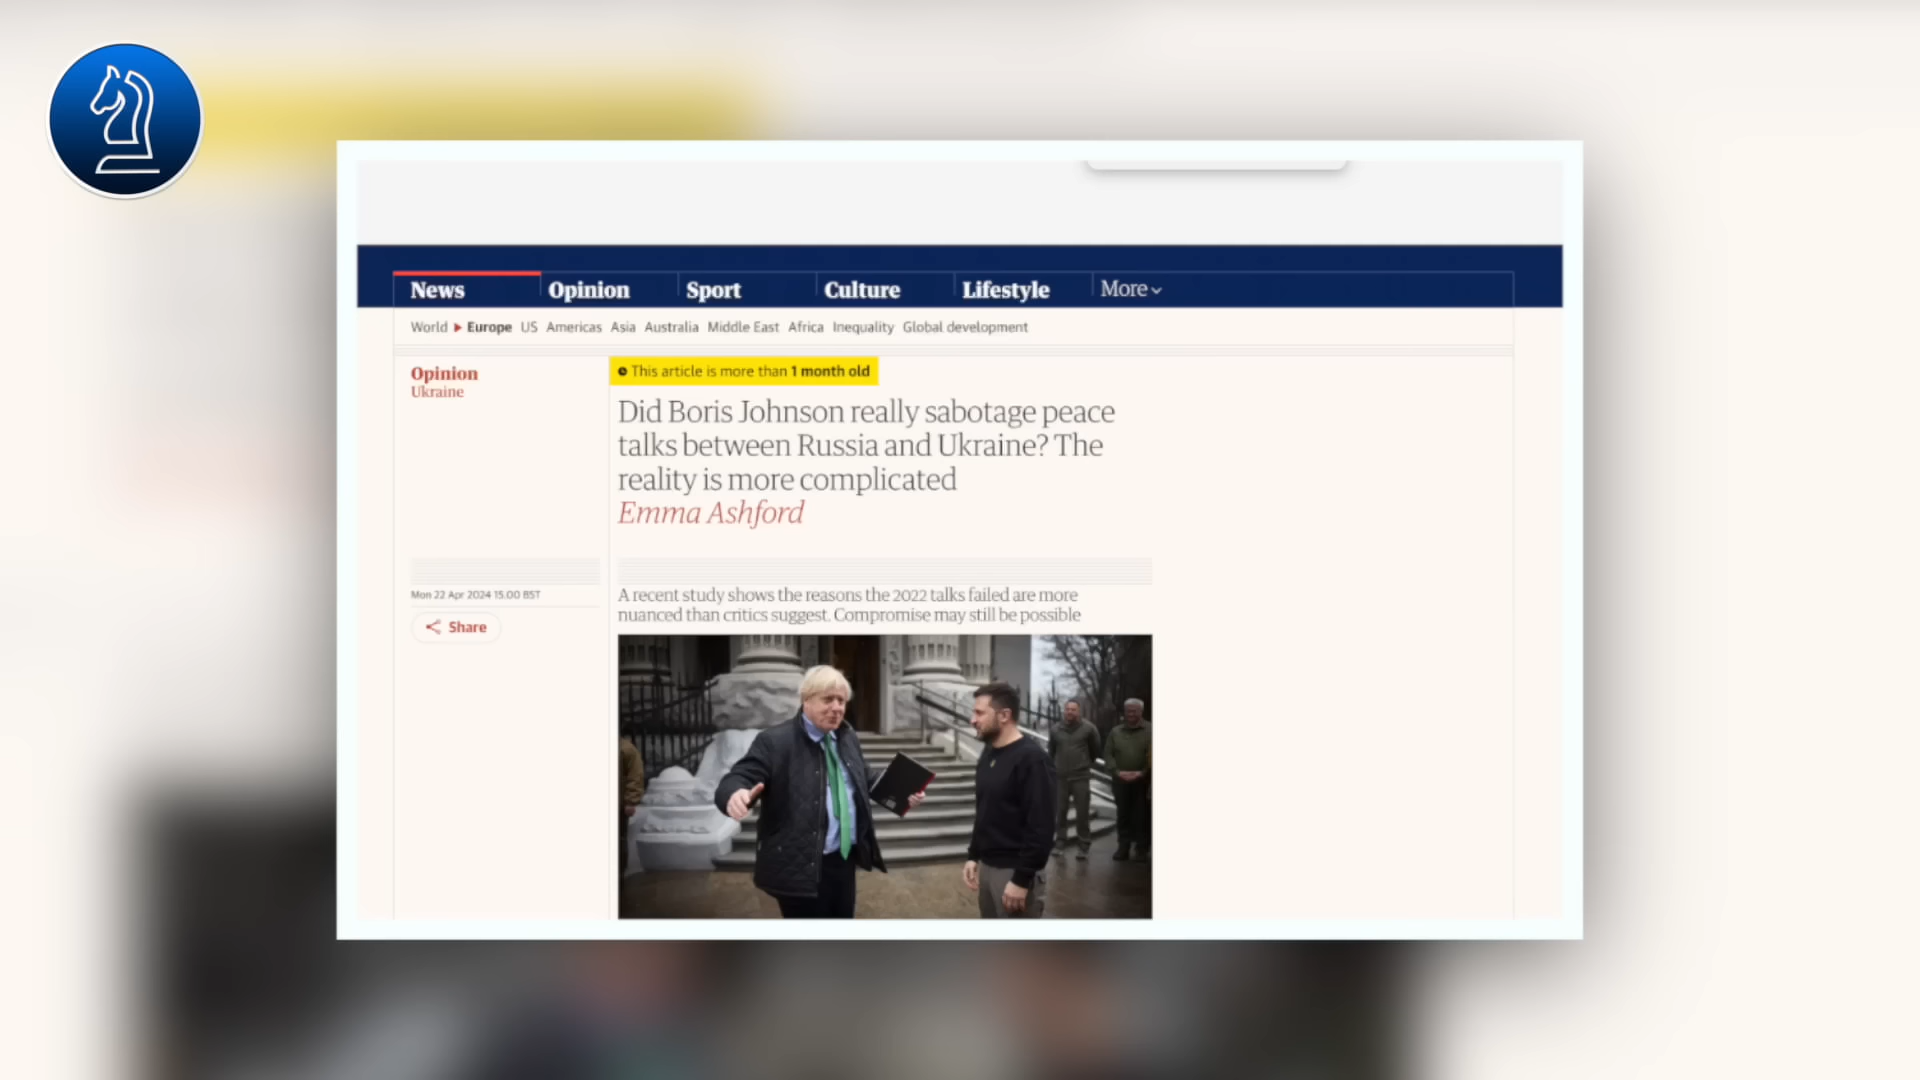 News Opinion Sport Culture Lifestyle More
World Europe US Americas Asia Australia Middle East Africa Inequality Global development
Opinion
Ukraine
This article is more than 1 month old
Did Boris Johnson really sabotage peace
talks between Russia and Ukraine? The
reality is more complicated
Emma Ashford
Mon 22 Apr 2024 15.00 BST
Share
A recent study shows the reasons the 2022 talks failed are more
nuanced than critics suggest. Compromise may still be possible